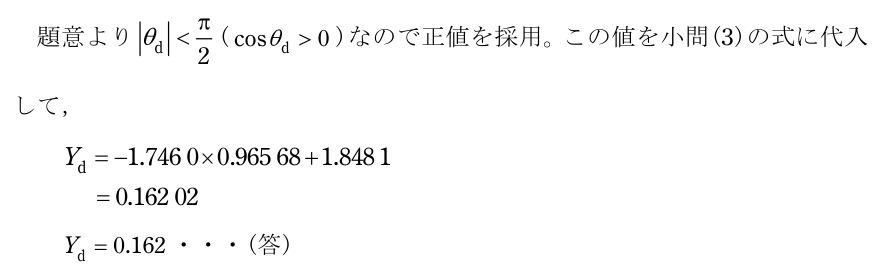 題意より|θd|<π/2(cosθd>0)なので正値を採用。この値を小問(3)の式に代入
して,
Yd=−1.746 0×0.965 68+1.848 1
=0.162 02
Yd=0.162 ・・・(答)